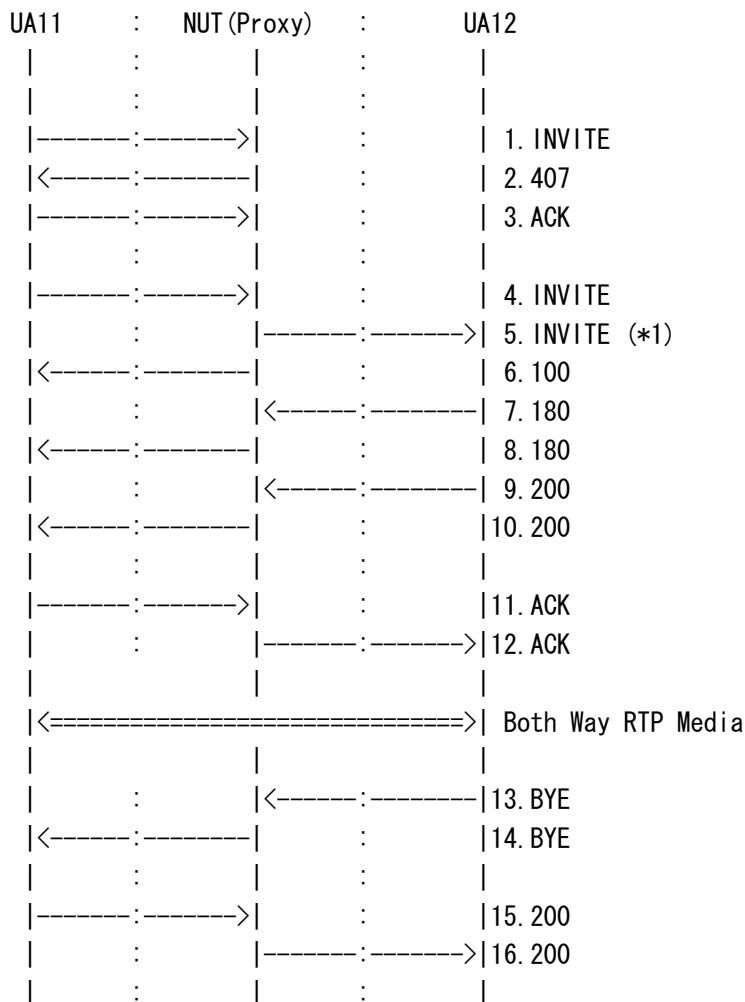 UA11 : NUT(Proxy) : UA12
| : | : |
| : | : |
|------:------->| : | 1. INVITE
|<------:--------| : | 2. 407
|------:------->| : | 3. ACK
| : | : |
|------:------->| : | 4. INVITE
| : |------:------->| 5. INVITE (*1)
|<------:--------| : | 6. 100
| : |<------:--------| 7. 180
|<------:--------| : | 8. 180
| : |<------:--------| 9. 200
|<------:--------| : |10. 200
| : | : |
|------:------->| : |11. ACK
| : |------:------->|12. ACK
| | |
|<===============================>| Both Way RTP Media
| | |
| : |<------:--------|13. BYE
|<------:--------| : |14. BYE
| : | : |
|------:------->| : |15. 200
| : |------:------->|16. 200
| : | : |